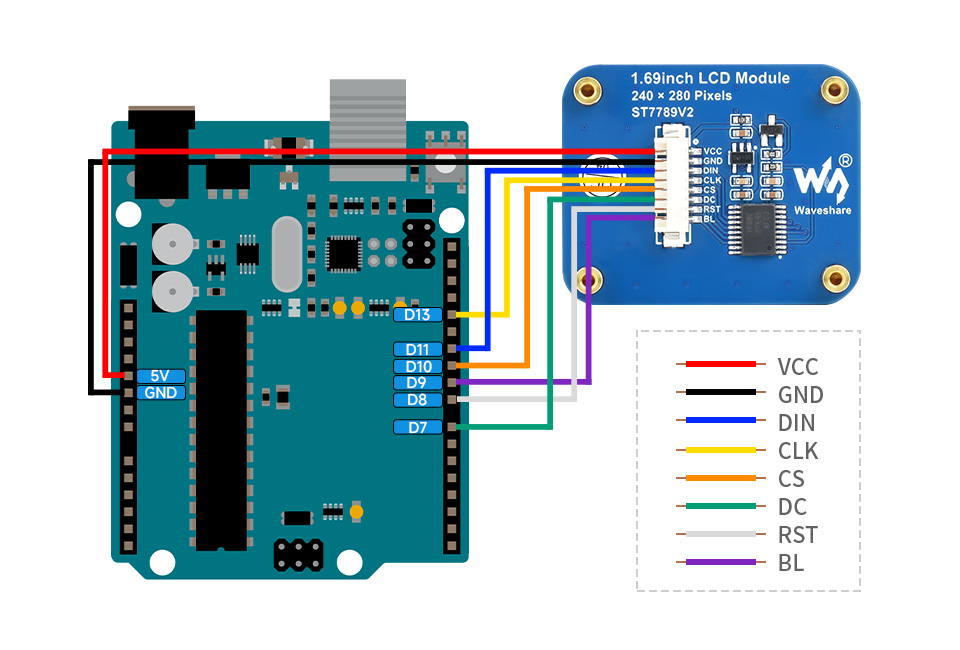 1.69inch LCD Module
240 × 280 Pixels
ST7789V2
VCC
GND
DIN
CLK
CS
DC
RST
BL
®
Waveshare
D13
D11
D10
D9
D8
D7
5V
GND
VCC
GND
DIN
CLK
CS
DC
RST
BL